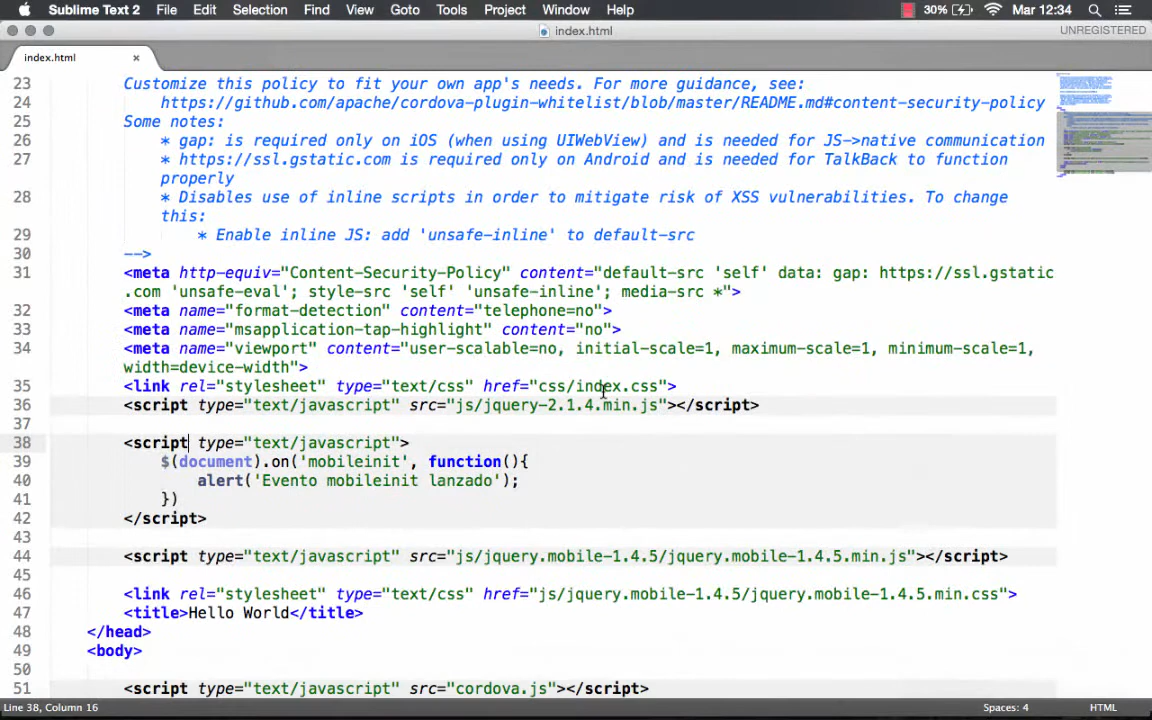 Sublime Text 2 File Edit Selection Find View Goto Tools Project Window Help 30% Mar 12:34
index.html UNREGISTERED
index.html ×
23 Customize this policy to fit your own app's needs. For more guidance, see:
24 https://github.com/apache/cordova-plugin-whitelist/blob/master/README.md#content-security-policy
25 Some notes:
26 * gap: is required only on iOS (when using UIWebView) and is needed for JS->native communication
27 * https://ssl.gstatic.com is required only on Android and is needed for TalkBack to function
properly
28 * Disables use of inline scripts in order to mitigate risk of XSS vulnerabilities. To change
this:
29 * Enable inline JS: add 'unsafe-inline' to default-src
30 -->
31 <meta http-equiv="Content-Security-Policy" content="default-src 'self' data: gap: https://ssl.gstatic
.com 'unsafe-eval'; style-src 'self' 'unsafe-inline'; media-src *">
32 <meta name="format-detection" content="telephone=no">
33 <meta name="msapplication-tap-highlight" content="no">
34 <meta name="viewport" content="user-scalable=no, initial-scale=1, maximum-scale=1, minimum-scale=1,
width=device-width">
35 <link rel="stylesheet" type="text/css" href="css/index.css">
36 <script type="text/javascript" src="js/jquery-2.1.4.min.js"></script>
37
38 <script type="text/javascript">
39 $(document).on('mobileinit', function(){
40 alert('Evento mobileinit lanzado');
41 })
42 </script>
43
44 <script type="text/javascript" src="js/jquery.mobile-1.4.5/jquery.mobile-1.4.5.min.js"></script>
45
46 <link rel="stylesheet" type="text/css" href="js/jquery.mobile-1.4.5/jquery.mobile-1.4.5.min.css">
47 <title>Hello World</title>
48 </head>
49 <body>
50
51 <script type="text/javascript" src="cordova.js"></script>
Line 38, Column 16 Spaces: 4 HTML